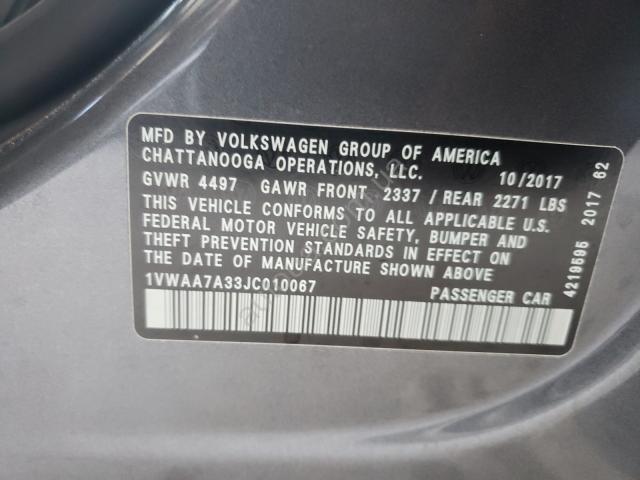 MFD BY VOLKSWAGEN GROUP OF AMERICA
CHATTANOOGA OPERATIONS, LLC. 10/2017
GVWR 4497 GAWR FRONT 2337 / REAR 2271 LBS
THIS VEHICLE CONFORMS TO ALL APPLICABLE U.S.
FEDERAL MOTOR VEHICLE SAFETY, BUMPER AND
THEFT PREVENTION STANDARDS IN EFFECT ON
THE DATE OF MANUFACTURE SHOWN ABOVE.
1VWAA7A33JC010067 PASSENGER CAR
4219595 2017 62